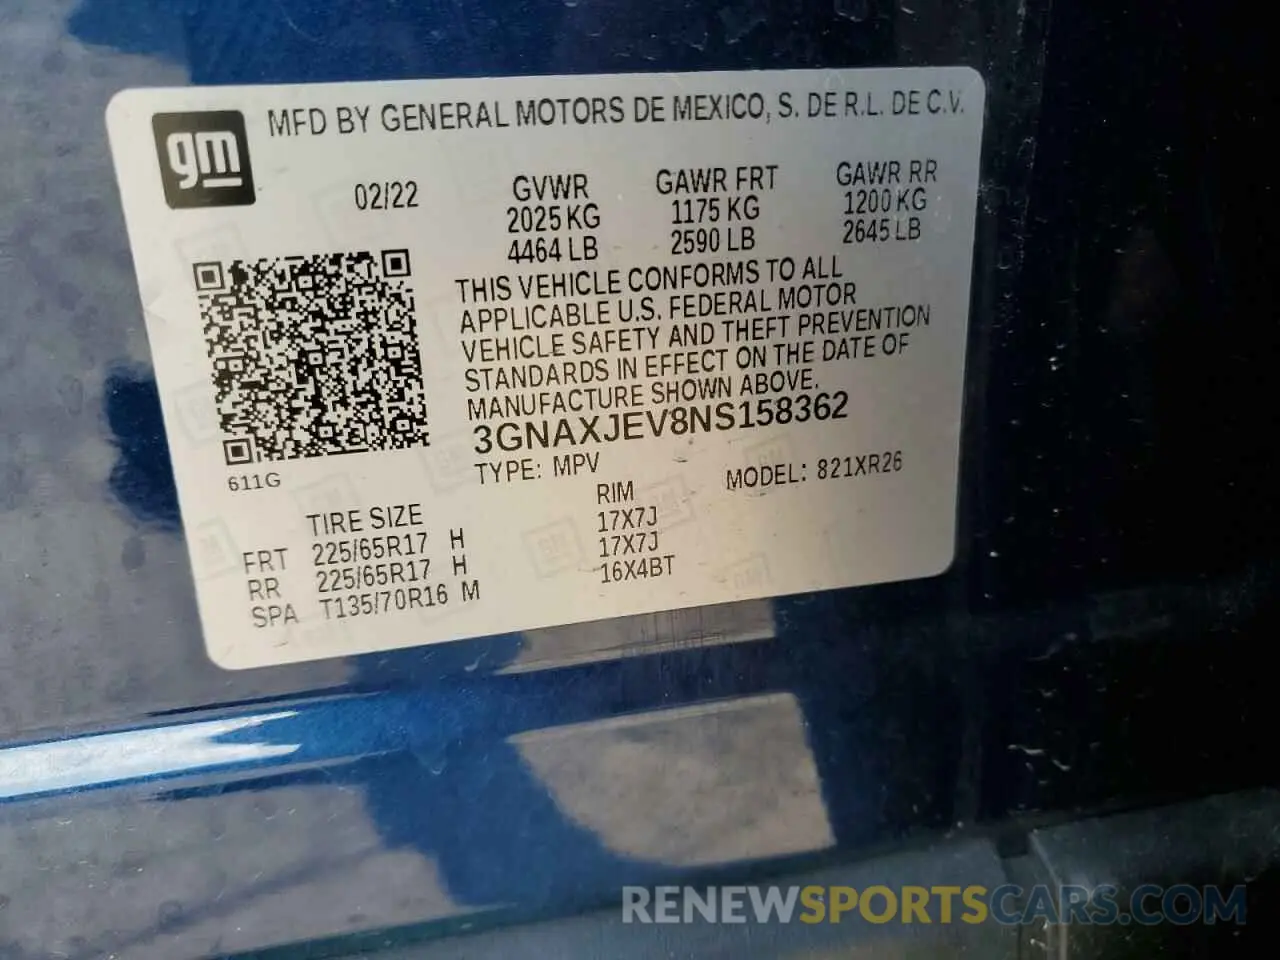 gm
MFD BY GENERAL MOTORS DE MEXICO, S. DE R.L. DE C.V.
02/22
GVWR
2025 KG
4464 LB
GAWR FRT
1175 KG
2590 LB
GAWR RR
1200 KG
2645 LB
THIS VEHICLE CONFORMS TO ALL
APPLICABLE U.S. FEDERAL MOTOR
VEHICLE SAFETY AND THEFT PREVENTION
STANDARDS IN EFFECT ON THE DATE OF
MANUFACTURE SHOWN ABOVE.
3GNAXJEV8NS158362
TYPE: MPV
MODEL: 821XR26
611G
TIRE SIZE RIM
FRT 225/65R17 H 17X7J
RR 225/65R17 H 17X7J
SPA T135/70R16 M 16X4BT
RENEWSPORTSCARS.COM